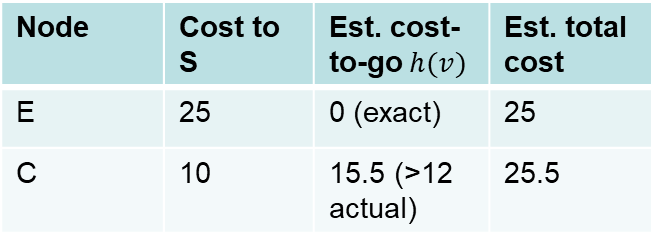 Node Cost to S Est. cost-to-go h(v) Est. total cost
E 25 0 (exact) 25
C 10 15.5 (>12 actual) 25.5